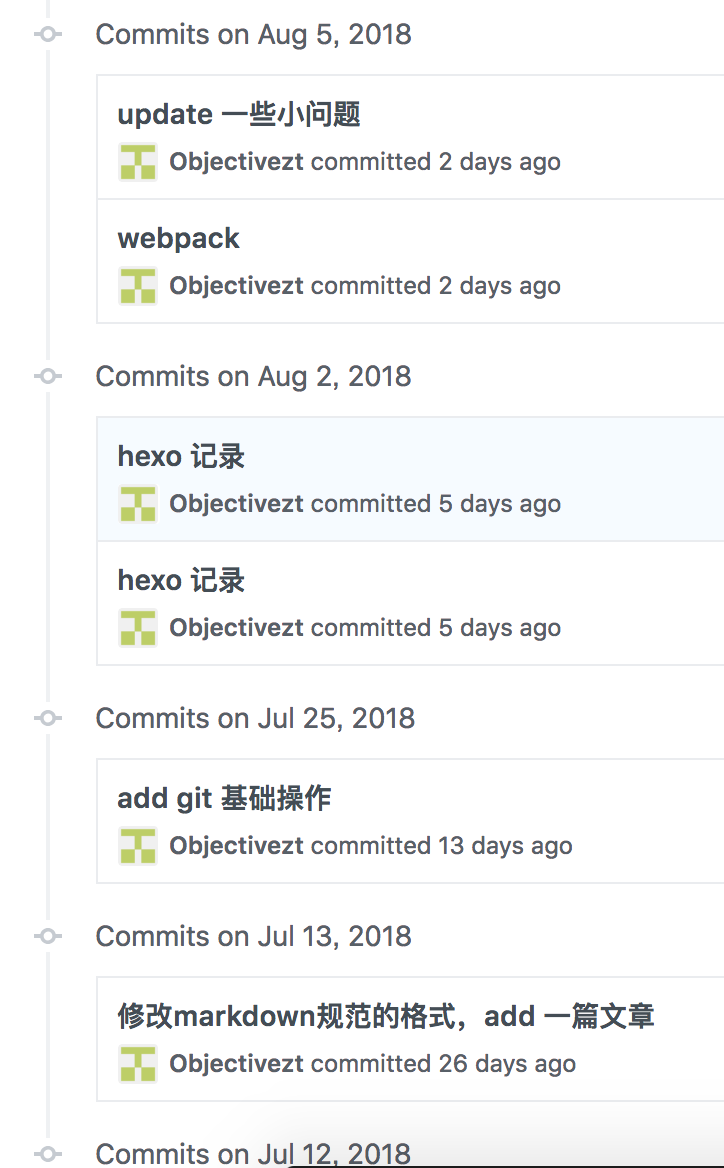 Commits on Aug 5, 2018
update 一些小问题
Objectivezt committed 2 days ago
webpack
Objectivezt committed 2 days ago
Commits on Aug 2, 2018
hexo 记录
Objectivezt committed 5 days ago
hexo 记录
Objectivezt committed 5 days ago
Commits on Jul 25, 2018
add git 基础操作
Objectivezt committed 13 days ago
Commits on Jul 13, 2018
修改markdown规范的格式，add 一篇文章
Objectivezt committed 26 days ago
Commits on Jul 12, 2018